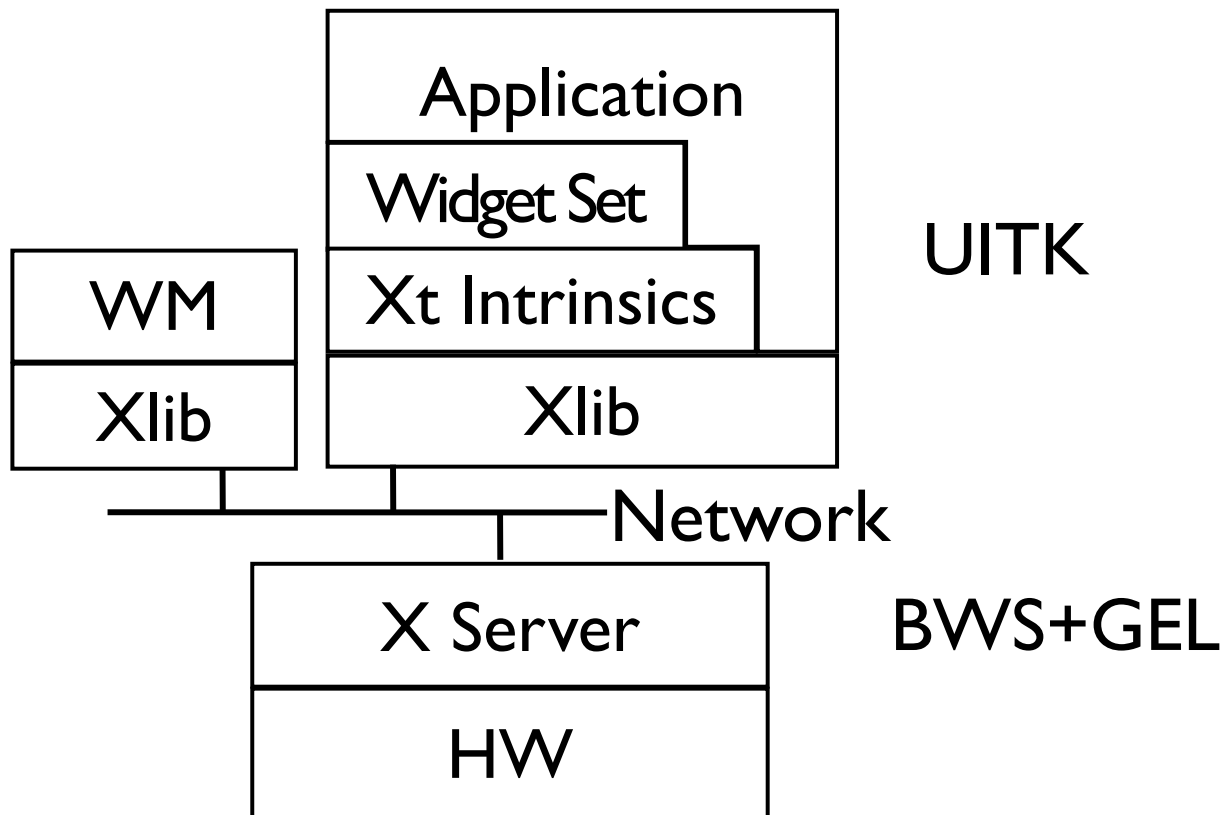 Application
Widget Set
UITK
WM
Xt Intrinsics
Xlib
Xlib
Network
X Server
BWS+GEL
HW